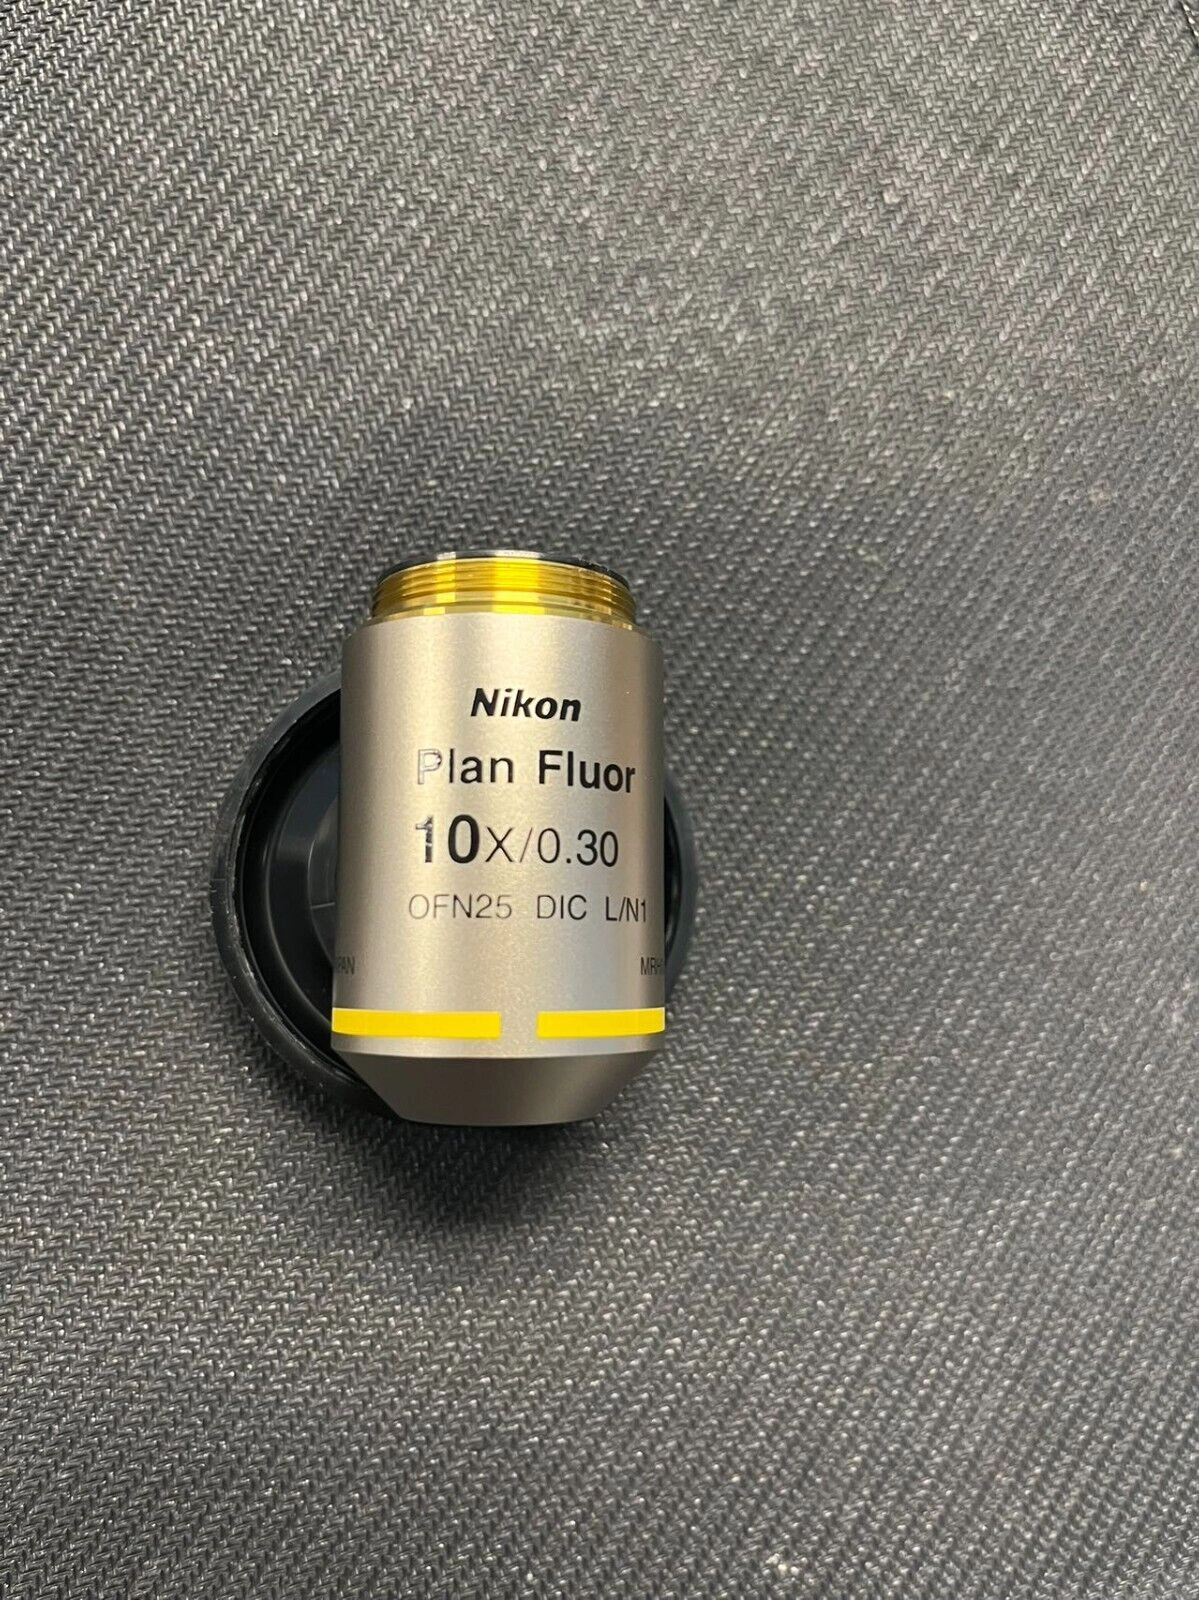 Nikon
Plan Fluor
10X/0.30
OFN25 DIC L/N1